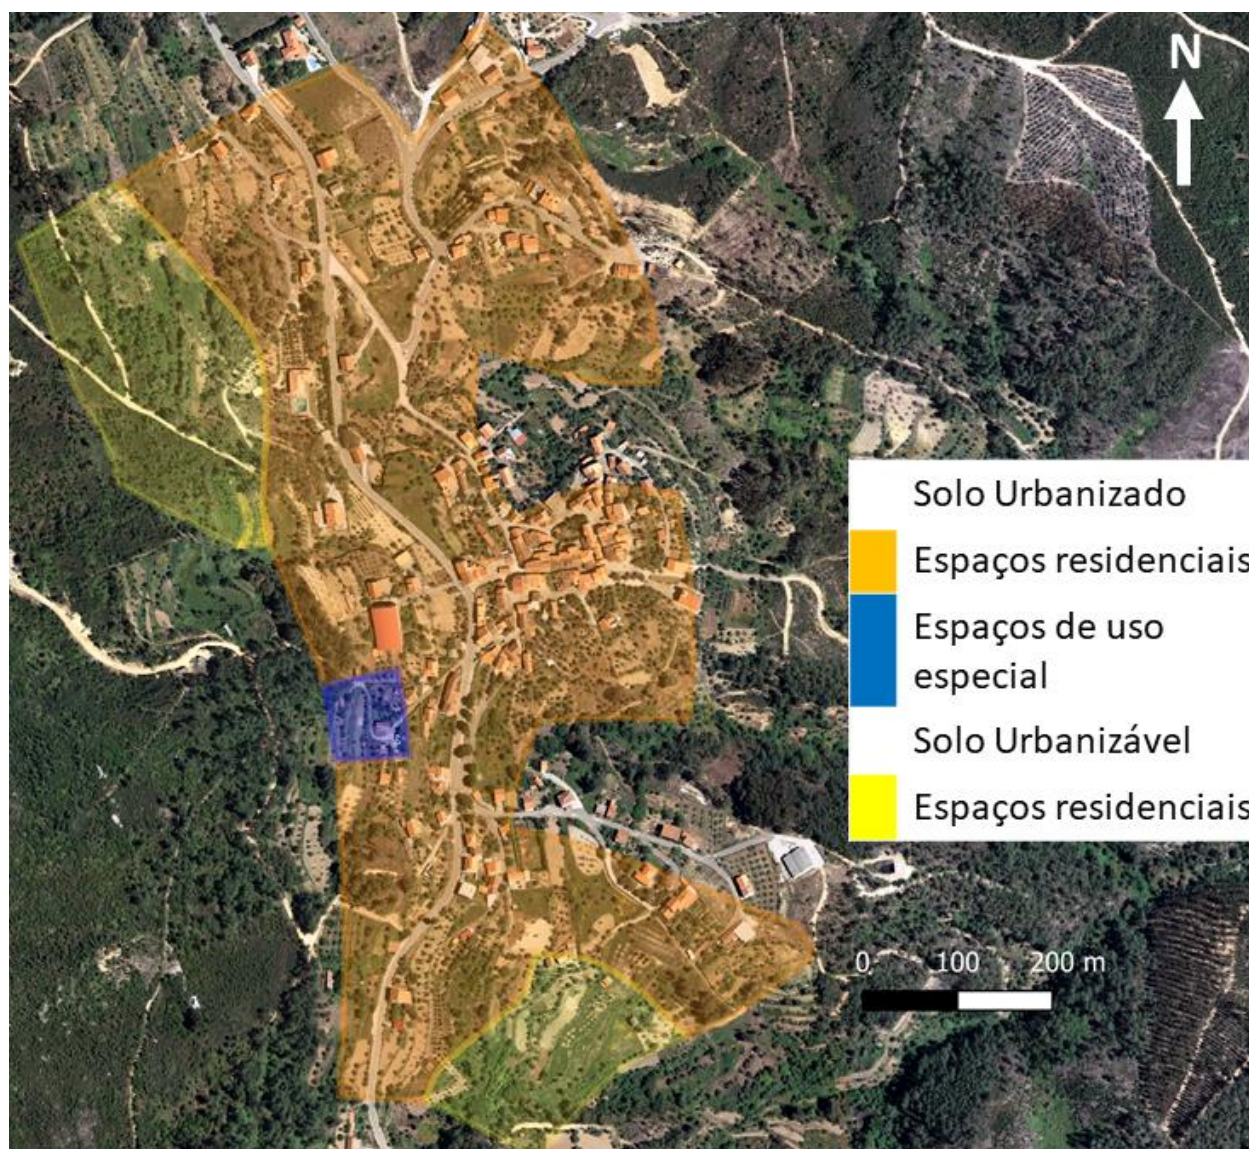 N
Solo Urbanizado
Espaços residenciais
Espaços de uso
especial
Solo Urbanizável
Espaços residenciais
0 100 200 m